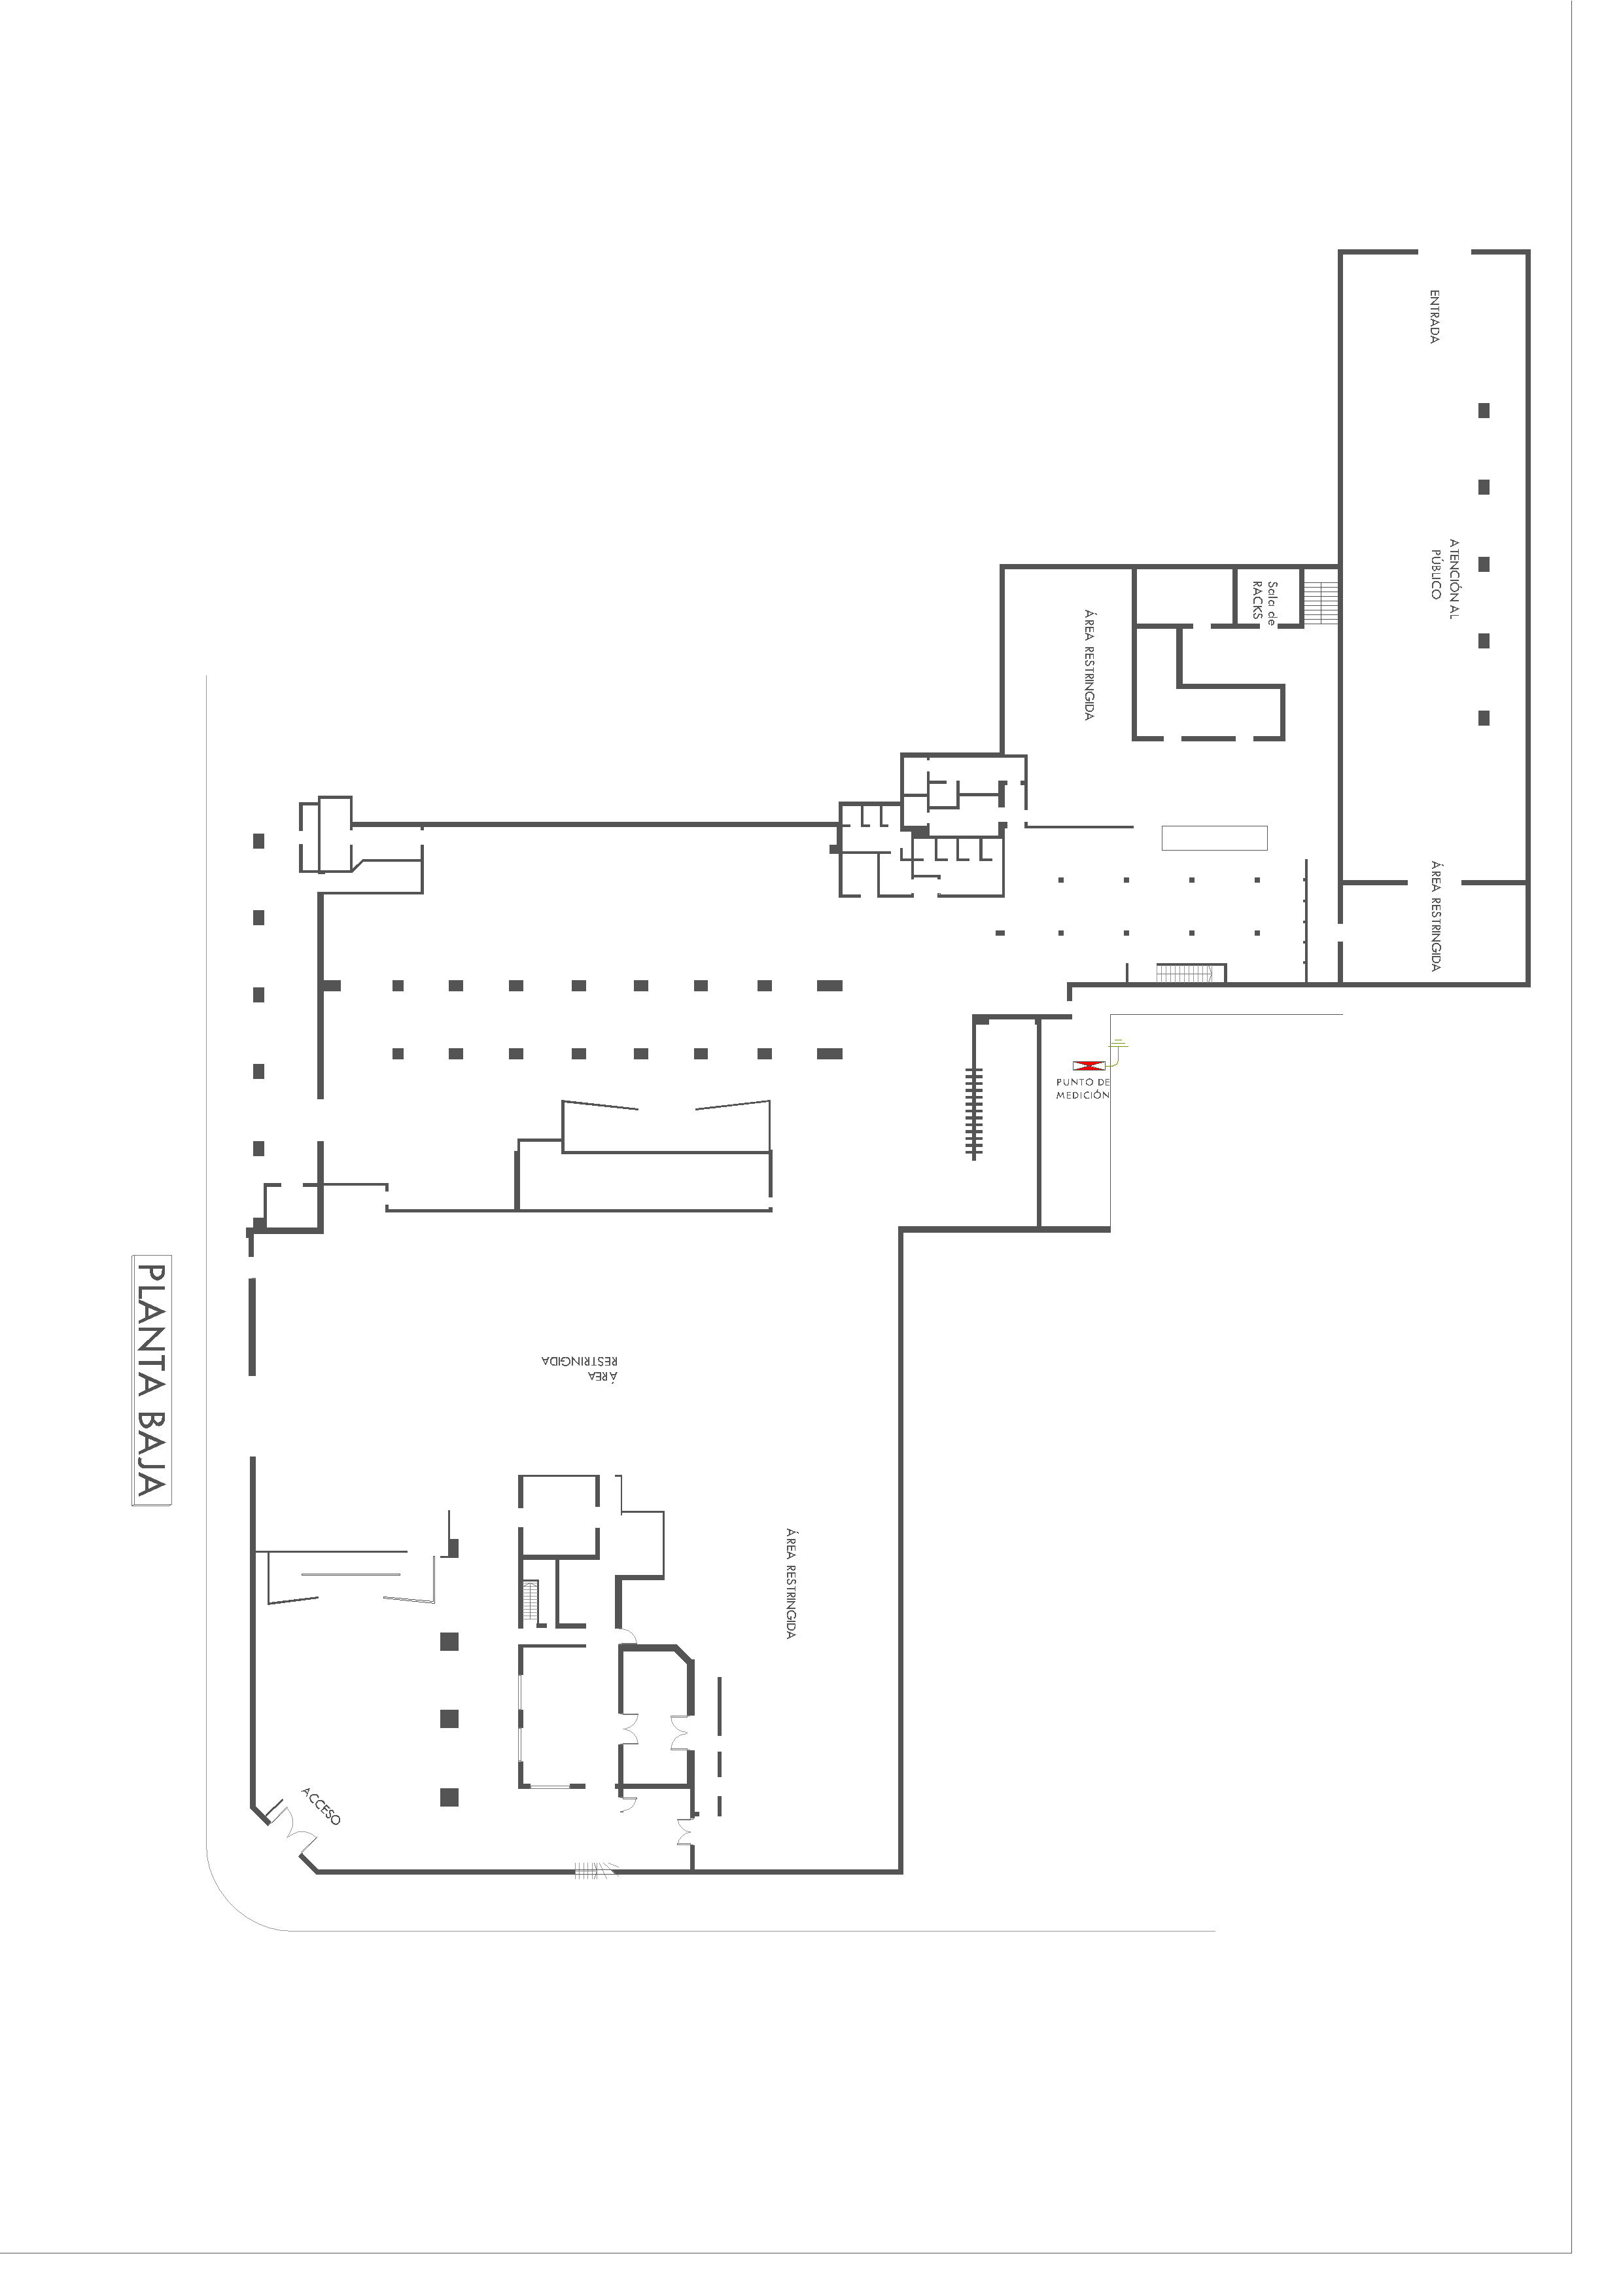 ENTRADA
ATENCIÓN AL
PÚBLICO
Sala de
RACKS
ÁREA RESTRINGIDA
ÁREA RESTRINGIDA
PUNTO DE
MEDICIÓN
PLANTA BAJA
ÁREA
RESTRINGIDA
ÁREA RESTRINGIDA
ACCESO